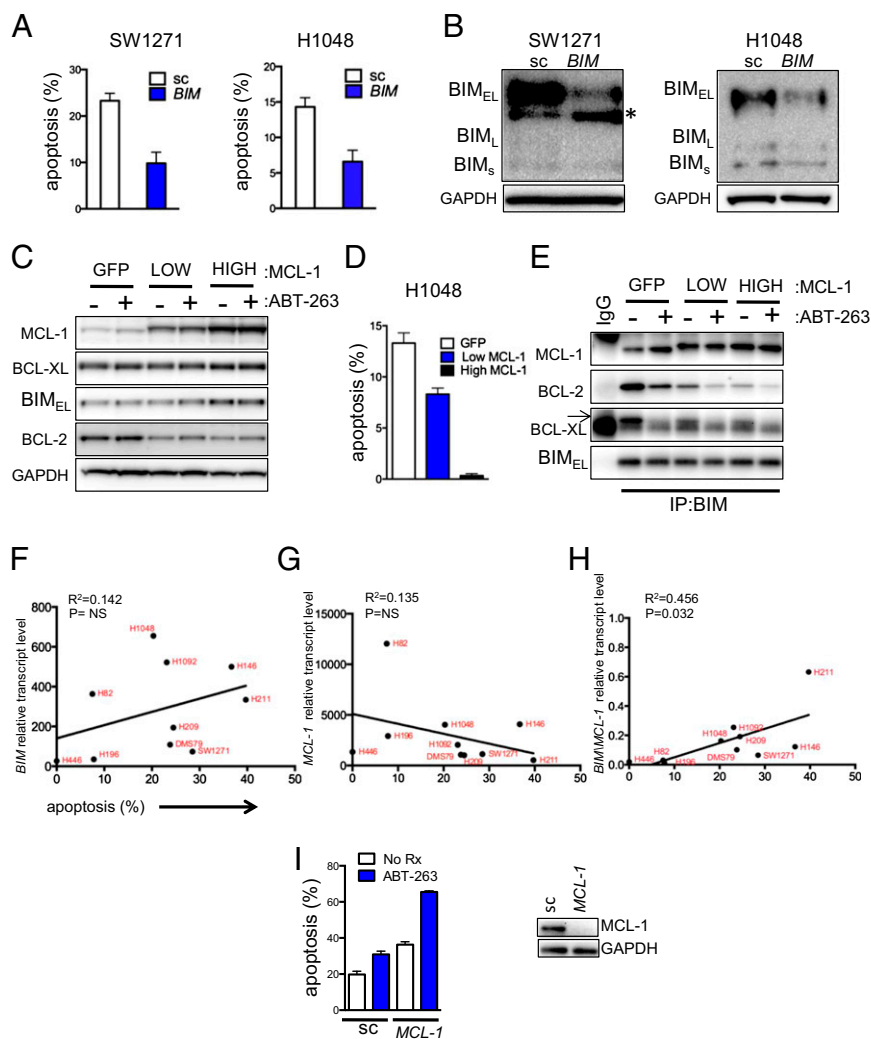 A
SW1271
H1048
apoptosis (%)
30
20
10
0
sc
BIM
apoptosis (%)
20
15
10
5
0
sc
BIM
B
SW1271
H1048
sc BIM
sc BIM
BIMEL
*
BIML
BIMs
GAPDH
BIMEL
BIML
BIMs
GAPDH
C
GFP LOW HIGH :MCL-1
- + - + - + :ABT-263
MCL-1
BCL-XL
BIMEL
BCL-2
GAPDH
D
H1048
apoptosis (%)
15
10
5
0
GFP
Low MCL-1
High MCL-1
E
IgG
GFP LOW HIGH :MCL-1
- + - + - + :ABT-263
MCL-1
BCL-2
BCL-XL
BIMEL
IP:BIM
F
R²=0.142
P= NS
BIM relative transcript level
800
600
400
200
0
H1048
H1092
H146
H82
H211
H209
DMS79
SW1271
H446
H196
0 10 20 30 40 50
apoptosis (%)
G
R²=0.135
P=NS
MCL-1 relative transcript level
15000
10000
5000
0
H82
H1048
H146
H196
H1092
H446
DMS79
SW1271
H209
H211
0 10 20 30 40 50
H
R²=0.456
P=0.032
BIM\MCL-1 relative transcript level
1.0
0.8
0.6
0.4
0.2
0.0
H211
H1092
H1048
H209
H82
DMS79
H146
H446
H196
SW1271
0 10 20 30 40 50
I
No Rx
ABT-263
apoptosis (%)
80
60
40
20
0
sc
MCL-1
sc
MCL-1
MCL-1
GAPDH